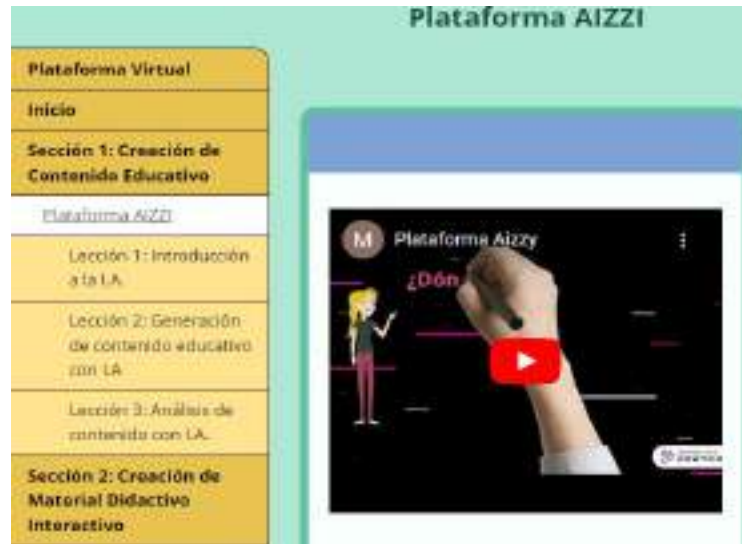 Plataforma AIZZI
Plataforma Virtual
Inicio
Sección 1: Creación de
Contenido Educativo
Plataforma AIZZI
Lección 1: Introducción
a la I.A
Lección 2: Generación
de contenido educativo
con I.A
Lección 3: Análisis de
contenido con I.A.
Sección 2: Creación de
Material Didactivo
Interactivo
M
Plataforma Aizzy
¿Dón